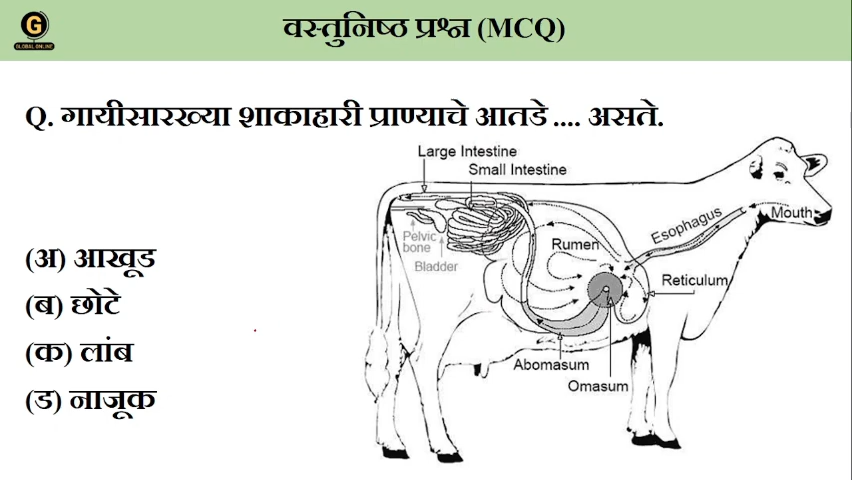 G
GLOBAL ONLINE
वस्तुनिष्ठ प्रश्न (MCQ)
Q. गायीसारख्या शाकाहारी प्राण्याचे आतडे .... असते.
(अ) आखूड
(ब) छोटे
(क) लांब
(ड) नाजूक
Large Intestine
Small Intestine
Pelvic
bone
Bladder
Rumen
Esophagus
Mouth
Reticulum
Abomasum
Omasum